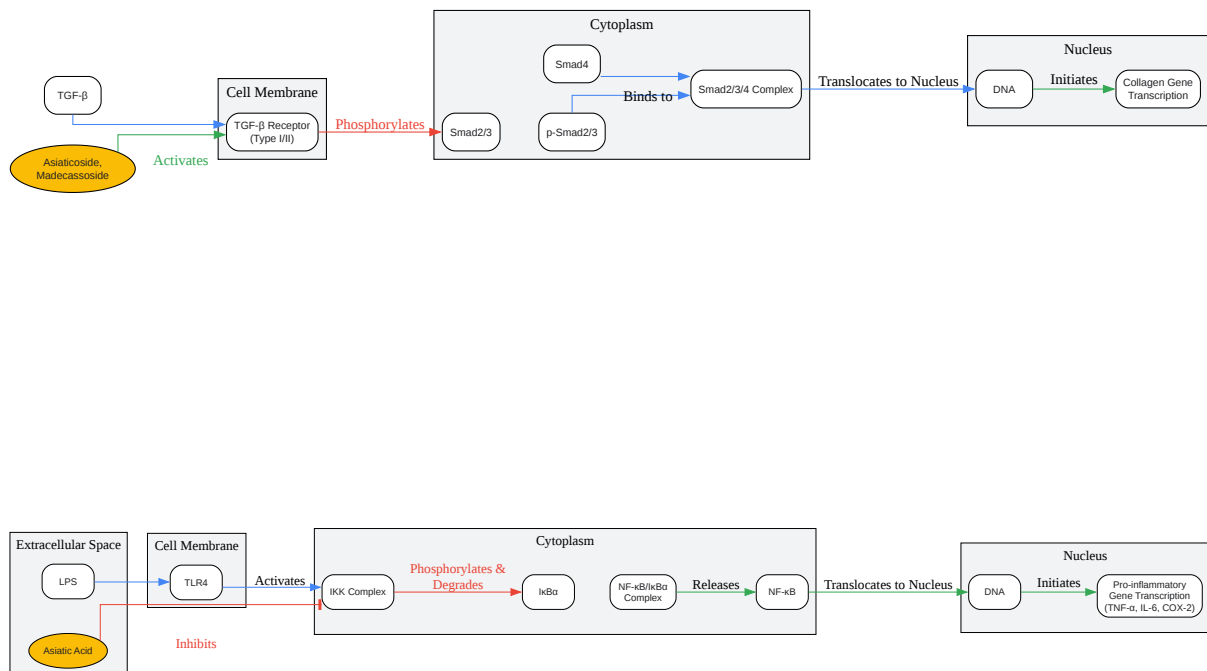 Cytoplasm
Nucleus
Smad4
TGF-β
Cell Membrane
Smad2/3/4 Complex
Translocates to Nucleus
DNA
Initiates
Collagen Gene
Transcription
Binds to
TGF-β Receptor
(Type I/II)
Phosphorylates
Smad2/3
p-Smad2/3
Asiaticoside,
Madecassoside
Activates
Extracellular Space
Cell Membrane
Cytoplasm
Nucleus
LPS
TLR4
Activates
IKK Complex
Phosphorylates &
Degrades
IκBα
NF-κB/IκBα
Complex
Releases
NF-κB
Translocates to Nucleus
DNA
Initiates
Pro-inflammatory
Gene Transcription
(TNF-α, IL-6, COX-2)
Asiatic Acid
Inhibits